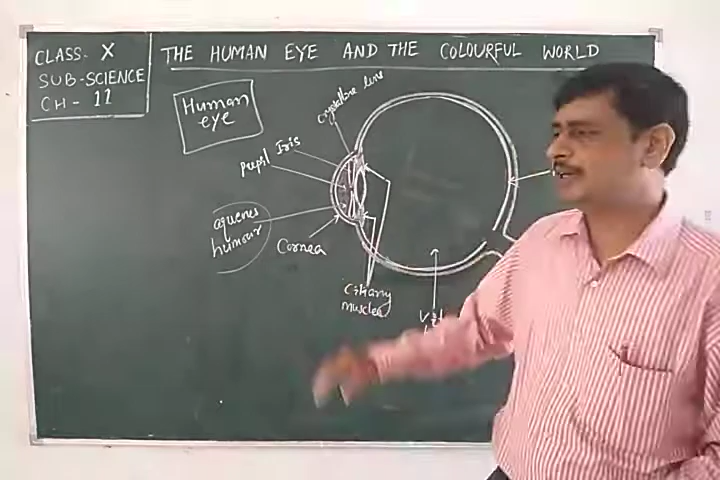 CLASS- X
SUB-SCIENCE
CH- 11
THE HUMAN EYE AND THE COLOURFUL WORLD
Human
eye
crystalline line
Iris
Pupil
aqueous
humour
Cornea
Ciliary
muscles